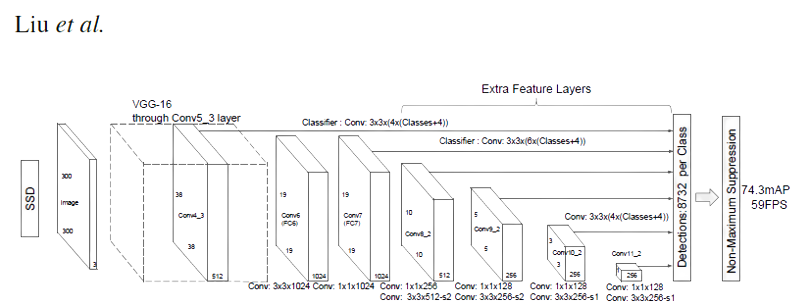 Liu et al.
Extra Feature Layers
VGG-16
through Conv5_3 layer
Classifier : Conv: 3x3x(4x(Classes+4))
Classifier : Conv: 3x3x(6x(Classes+4))
SSD
300
Image
300
3
38
Conv4_3
38
512
19
Conv6
(FC6)
19
1024
19
Conv7
(FC7)
19
1024
10
Conv8_2
10
512
5
Conv9_2
5
256
Conv: 3x3x(4x(Classes+4))
3
Conv10_2
3
256
Conv11_2
1
256
Detections:8732 per Class
Non-Maximum Suppression
74.3mAP
59FPS
Conv: 3x3x1024
Conv: 1x1x1024
Conv: 1x1x256
Conv: 3x3x512-s2
Conv: 1x1x128
Conv: 3x3x256-s2
Conv: 1x1x128
Conv: 3x3x256-s1
Conv: 1x1x128
Conv: 3x3x256-s1